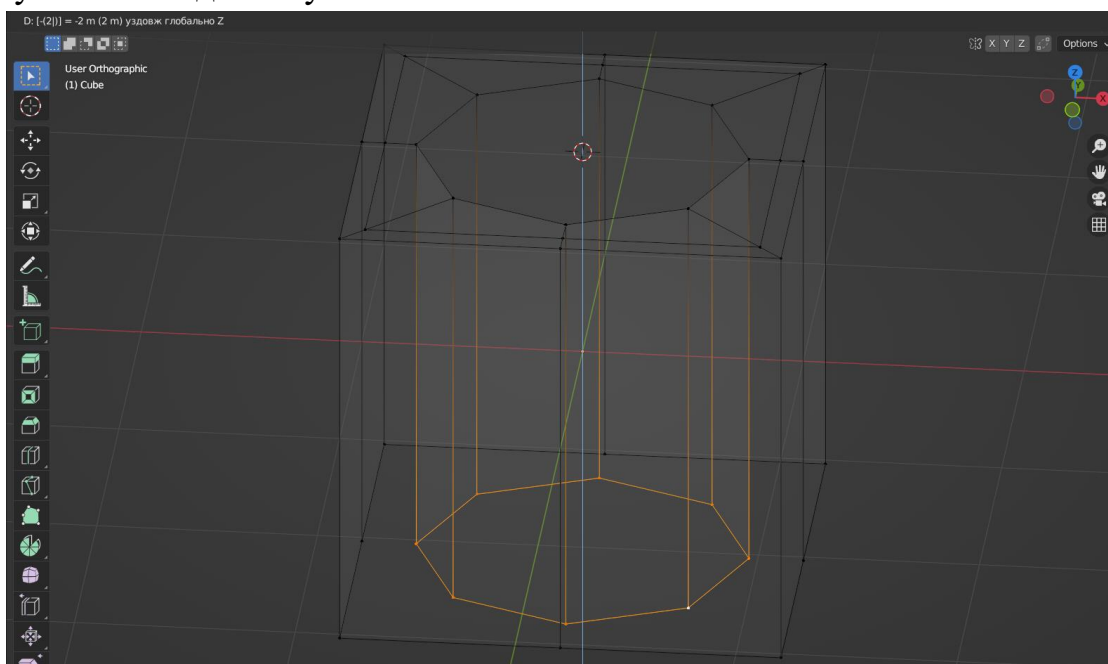 D: [-(2|)] = -2 m (2 m) уздовж глобально Z
X Y Z
Options
User Orthographic
(1) Cube
Z
Y
X